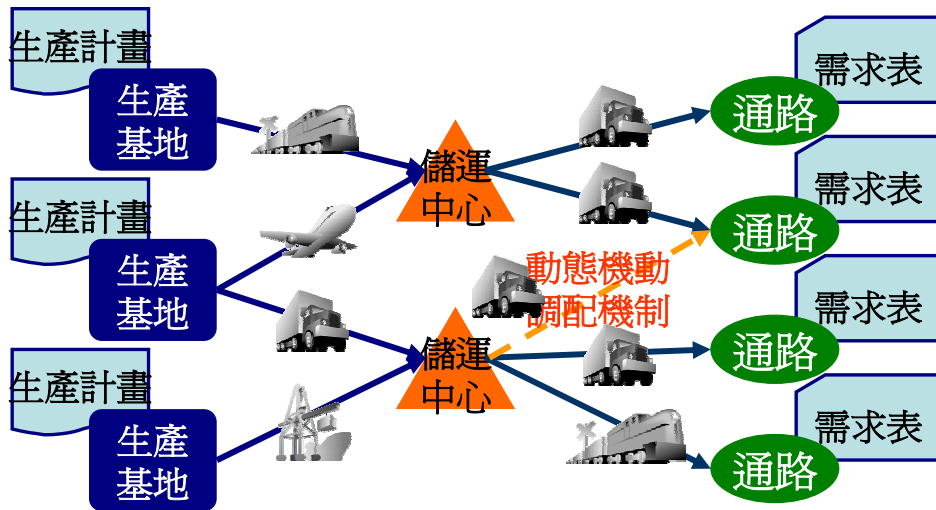 生產計畫
生產
基地
生產計畫
生產
基地
生產計畫
生產
基地
儲運
中心
動態機動
調配機制
儲運
中心
需求表
通路
需求表
通路
需求表
通路
需求表
通路